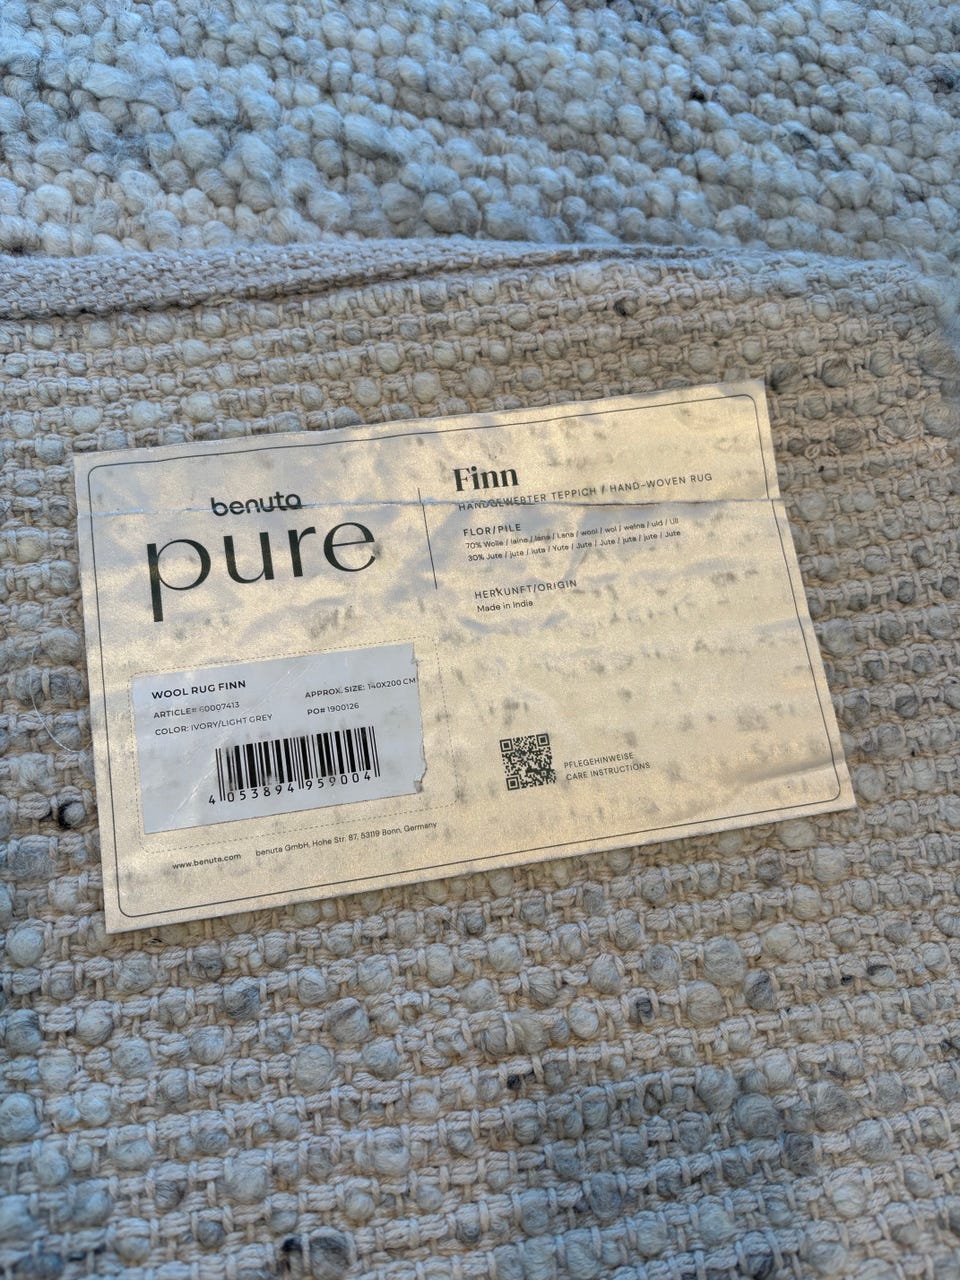 benuta
pure
Finn
HANDGEWEBTER TEPPICH / HAND-WOVEN RUG
FLOR/PILE
70% Wolle / laine / lana / Lana / wool / wol / wełna / uld / Ull
30% Jute / jute / iuta / Yute / Jute / Jute / juta / jute / Jute
HERKUNFT/ORIGIN
Made in India
WOOL RUG FINN
ARTICLE# 60007413
COLOR: IVORY/LIGHT GREY
APPROX. SIZE: 140X200 CM
PO# 1900126
4 053894 959004
PFLEGEHINWEISE
CARE INSTRUCTIONS
www.benuta.com
benuta GmbH, Hohe Str. 87, 53119 Bonn, Germany